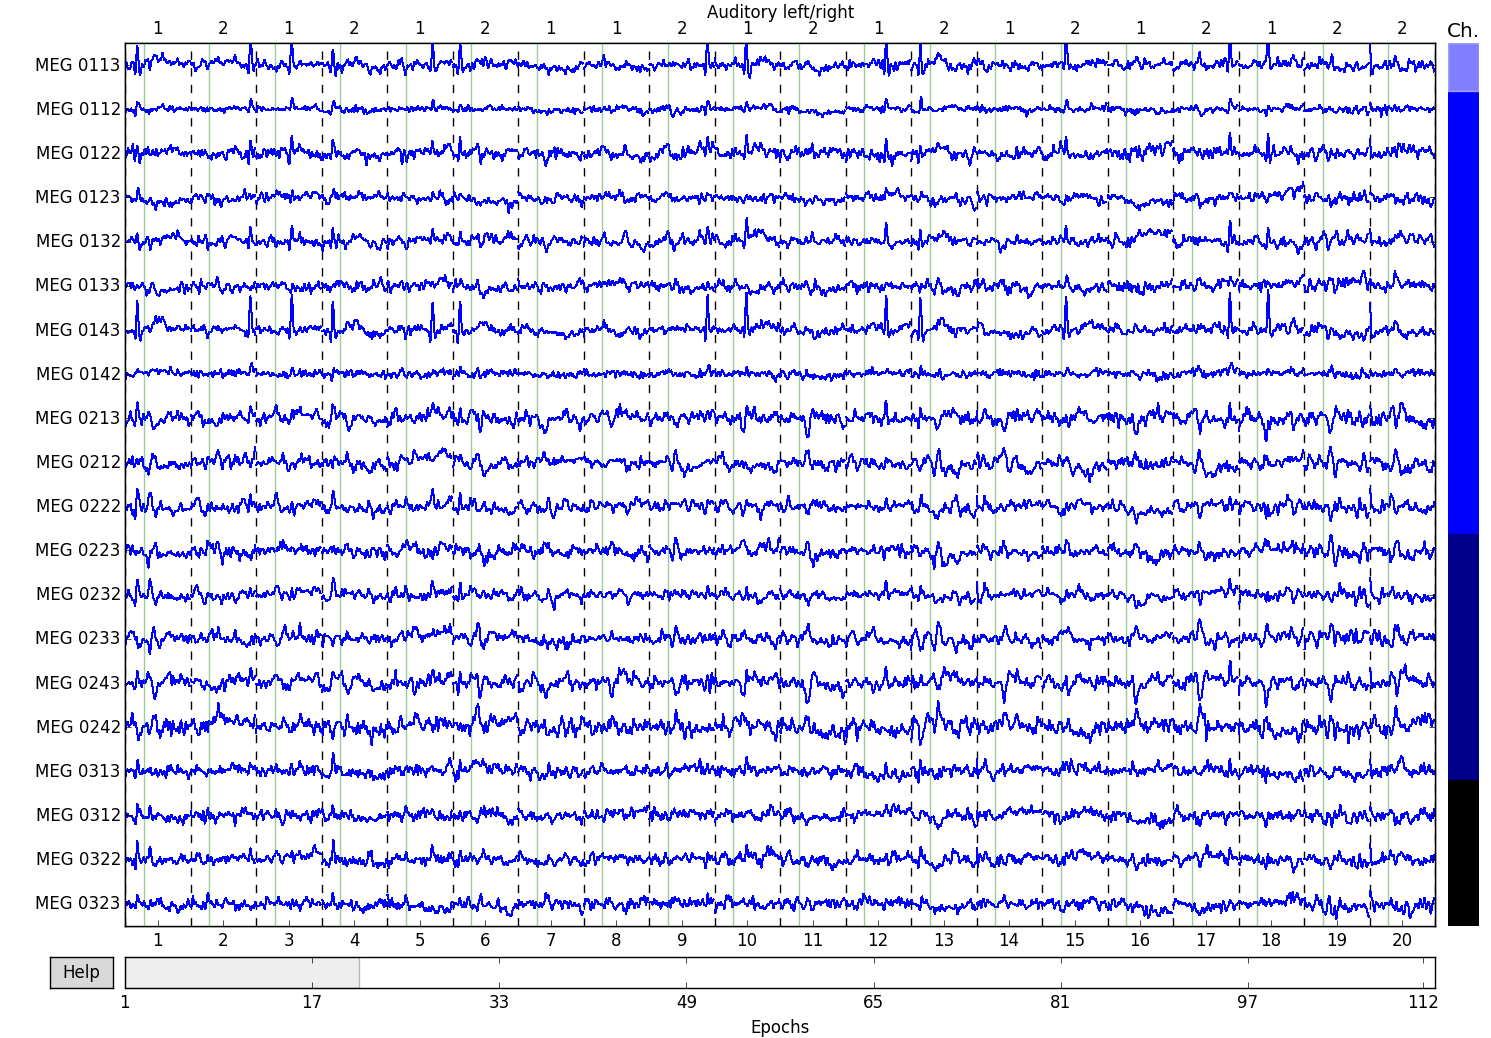 Auditory left/right
1 2 1 2 1 2 1 1 2 1 2 1 2 1 2 1 2 1 2 2
Ch.
MEG 0113
MEG 0112
MEG 0122
MEG 0123
MEG 0132
MEG 0133
MEG 0143
MEG 0142
MEG 0213
MEG 0212
MEG 0222
MEG 0223
MEG 0232
MEG 0233
MEG 0243
MEG 0242
MEG 0313
MEG 0312
MEG 0322
MEG 0323
1 2 3 4 5 6 7 8 9 10 11 12 13 14 15 16 17 18 19 20
Help
1 17 33 49 65 81 97 112
Epochs